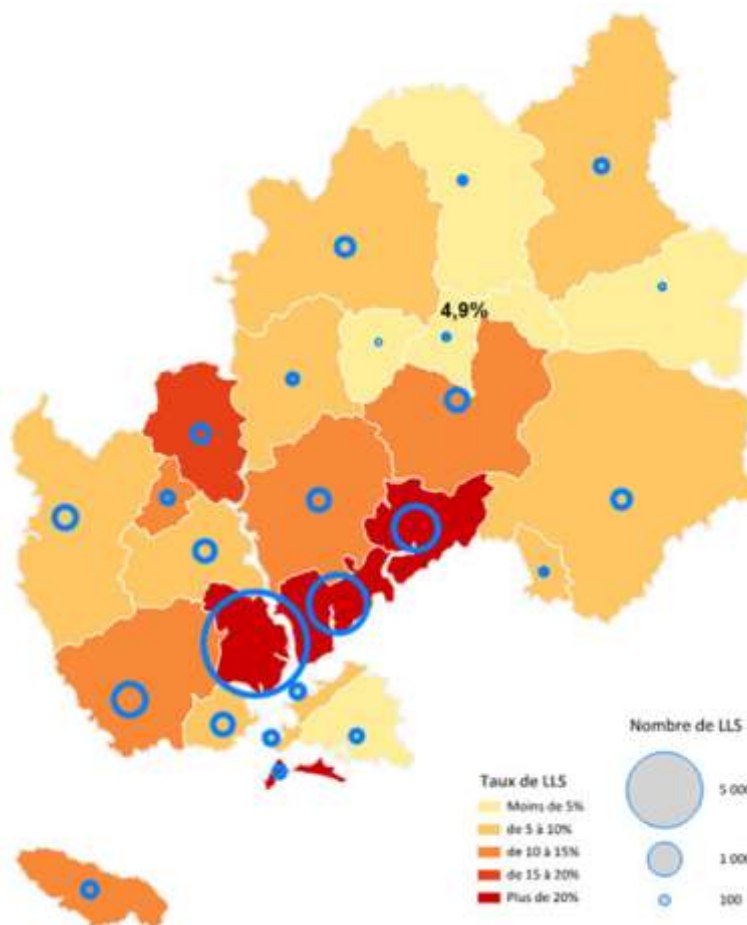 4,9%
Nombre de LLS
5 000
1 000
100
Taux de LLS
Moins de 5%
de 5 à 10%
de 10 à 15%
de 15 à 20%
Plus de 20%